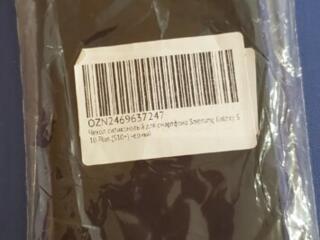 OZN2469637247
Чехол силиконовый для смартфона Samsung Galaxy S
10 Plus (S10+) черный